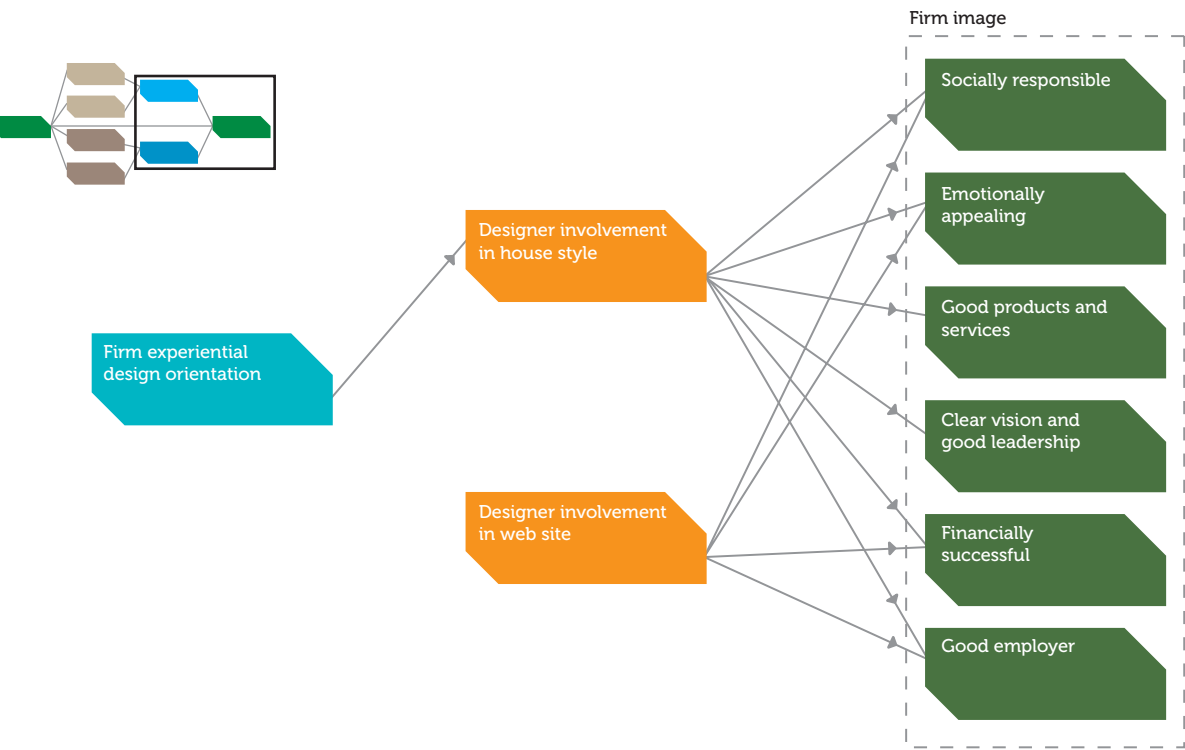 Firm image
Socially responsible
Emotionally
appealing
Designer involvement
in house style
Good products and
services
Firm experiential
design orientation
Clear vision and
good leadership
Designer involvement
in web site
Financially
successful
Good employer